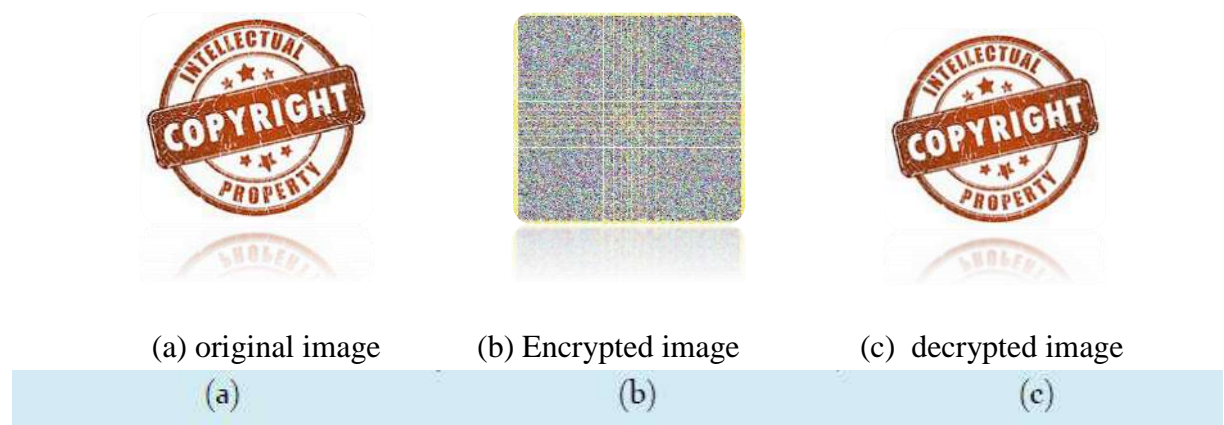 INTELLECTUAL
COPYRIGHT
PROPERTY
INTELLECTUAL
COPYRIGHT
PROPERTY
(a) original image (b) Encrypted image (c) decrypted image
(a) (b) (c)